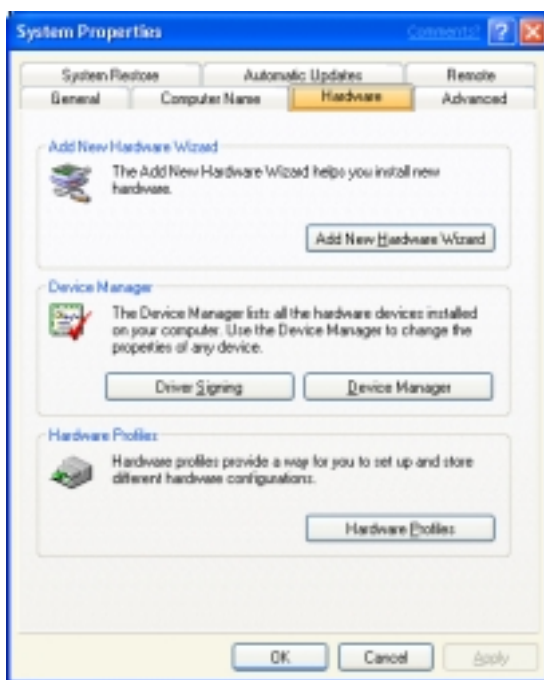 System Properties Comments? ?
System Restore Automatic Updates Remote
General Computer Name Hardware Advanced
Add New Hardware Wizard
The Add New Hardware Wizard helps you install new
hardware.
Add New Hardware Wizard
Device Manager
The Device Manager lists all the hardware devices installed
on your computer. Use the Device Manager to change the
properties of any device.
Driver Signing Device Manager
Hardware Profiles
Hardware profiles provide a way for you to set up and store
different hardware configurations.
Hardware Profiles
OK Cancel Apply